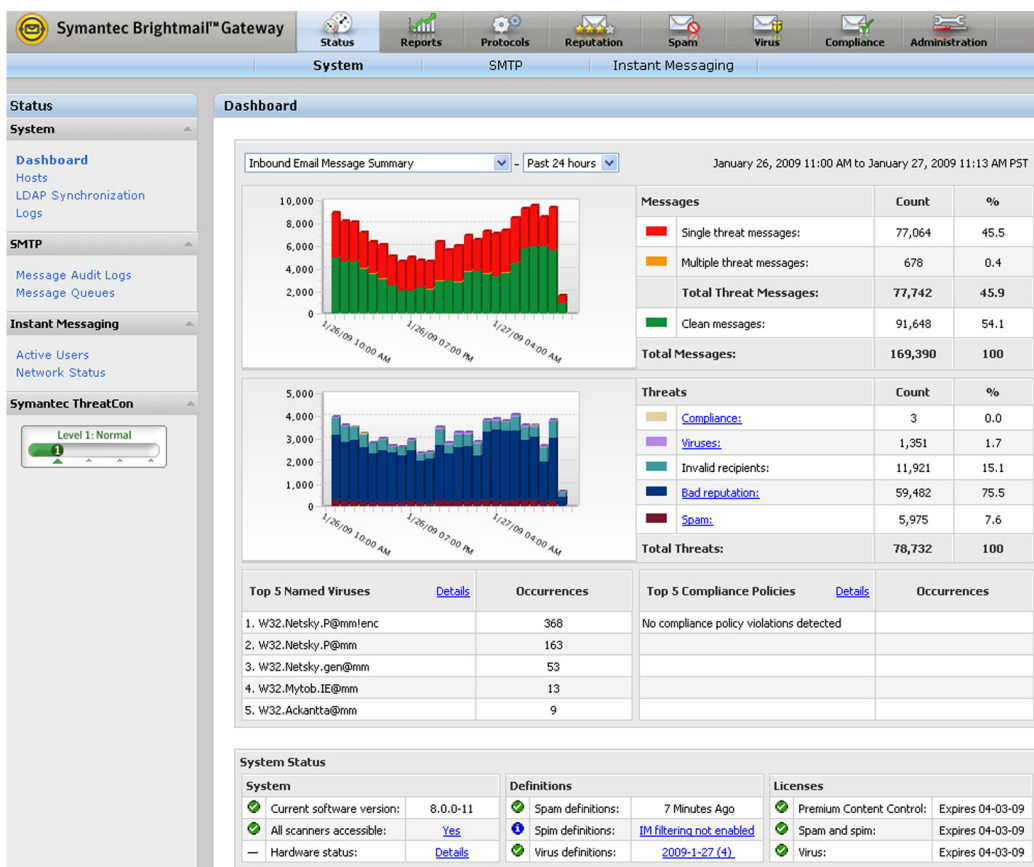 Symantec Brightmail™ Gateway
Status Reports Protocols Reputation Spam Virus Compliance Administration
System SMTP Instant Messaging
Status
System
Dashboard
Hosts
LDAP Synchronization
Logs
SMTP
Message Audit Logs
Message Queues
Instant Messaging
Active Users
Network Status
Symantec ThreatCon
Level 1: Normal
1
Dashboard
Inbound Email Message Summary - Past 24 hours January 26, 2009 11:00 AM to January 27, 2009 11:13 AM PST
10,000
8,000
6,000
4,000
2,000
0
1/26/09 10:00 AM 1/26/09 07:00 PM 1/27/09 04:00 AM
Messages Count %
Single threat messages: 77,064 45.5
Multiple threat messages: 678 0.4
Total Threat Messages: 77,742 45.9
Clean messages: 91,648 54.1
Total Messages: 169,390 100
5,000
4,000
3,000
2,000
1,000
0
1/26/09 10:00 AM 1/26/09 07:00 PM 1/27/09 04:00 AM
Threats Count %
Compliance: 3 0.0
Viruses: 1,351 1.7
Invalid recipients: 11,921 15.1
Bad reputation: 59,482 75.5
Spam: 5,975 7.6
Total Threats: 78,732 100
Top 5 Named Viruses Details Occurrences
1. W32.Netsky.P@mm!enc 368
2. W32.Netsky.P@mm 163
3. W32.Netsky.gen@mm 53
4. W32.Mytob.IE@mm 13
5. W32.Ackantta@mm 9
Top 5 Compliance Policies Details Occurrences
No compliance policy violations detected
System Status
System
Current software version: 8.0.0-11
All scanners accessible: Yes
— Hardware status: Details
Definitions
Spam definitions: 7 Minutes Ago
Spim definitions: IM filtering not enabled
Virus definitions: 2009-1-27 (4)
Licenses
Premium Content Control: Expires 04-03-09
Spam and spim: Expires 04-03-09
Virus: Expires 04-03-09